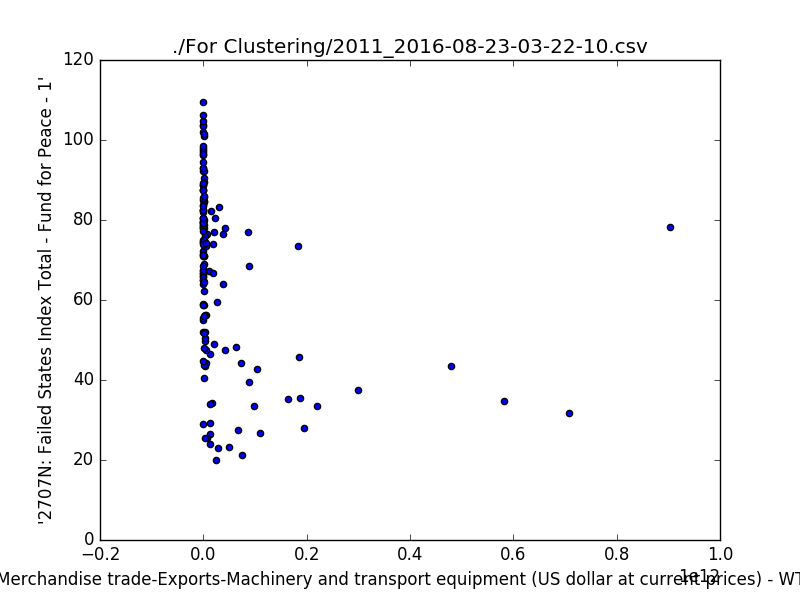 ./For Clustering/2011_2016-08-23-03-22-10.csv
'2707N: Failed States Index Total - Fund for Peace - 1'
120
100
80
60
40
20
0
−0.2 0.0 0.2 0.4 0.6 0.8 1.0
1e12
Merchandise trade-Exports-Machinery and transport equipment (US dollar at current prices) - WT